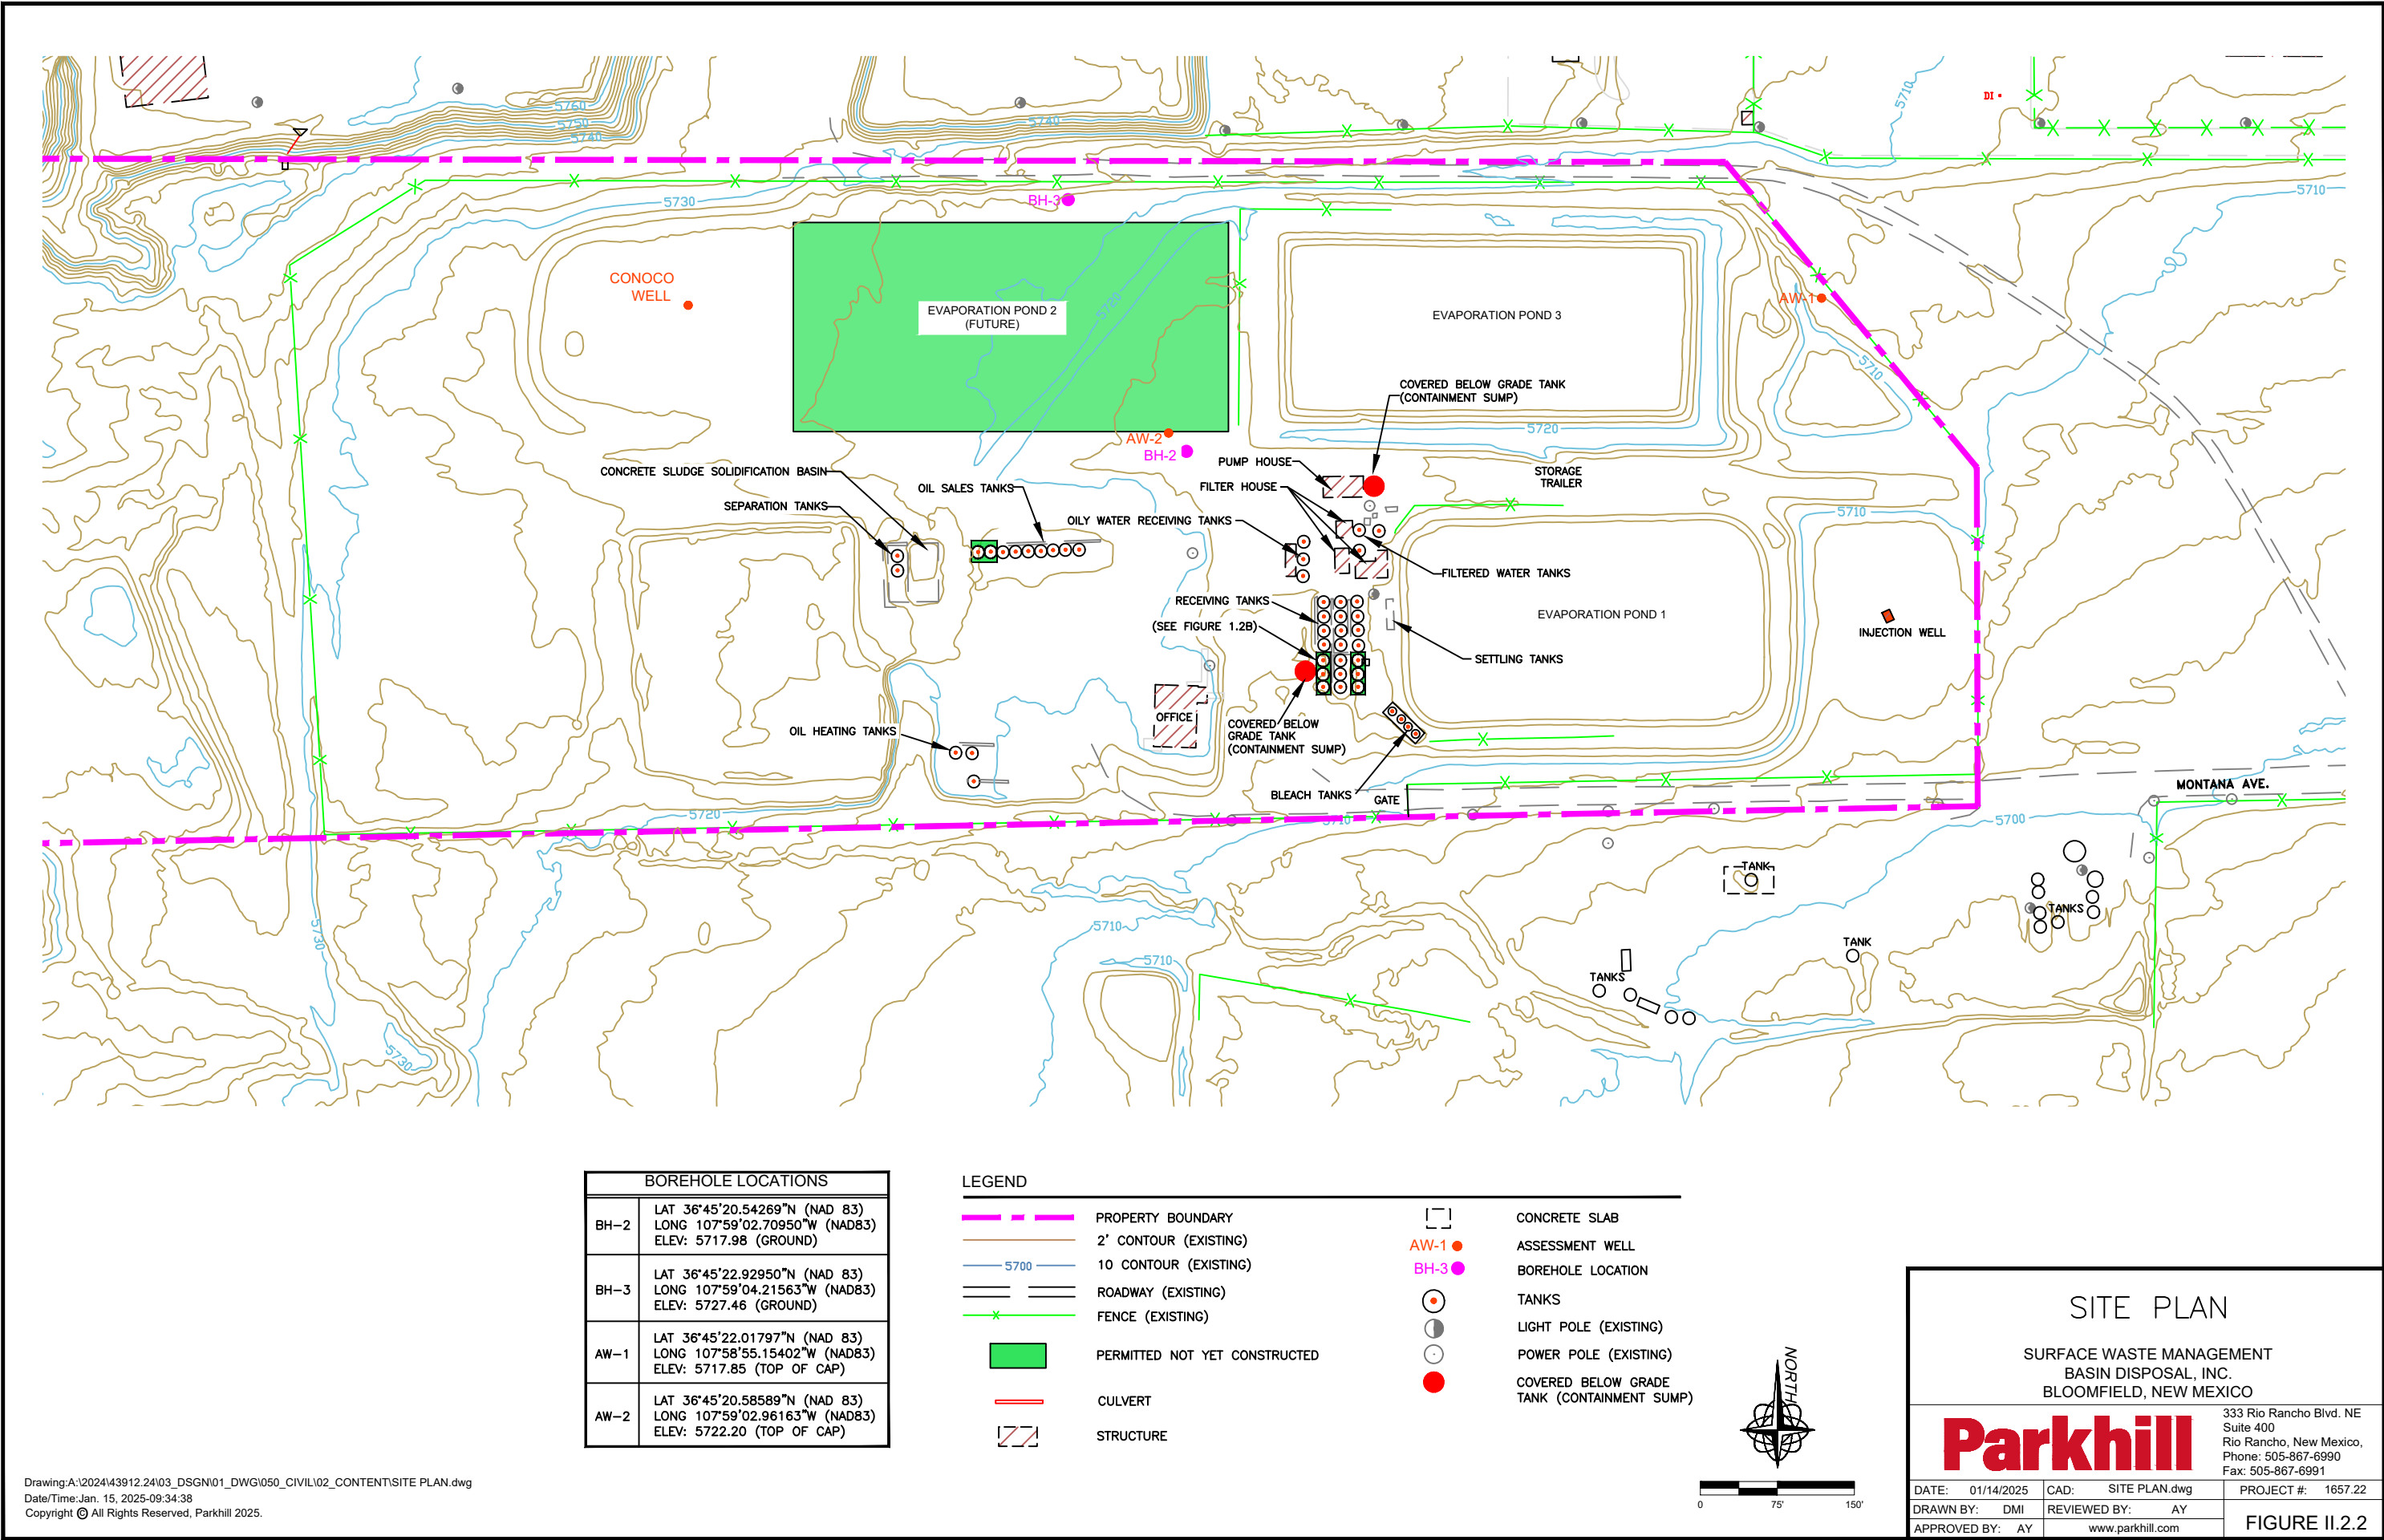 5760
5750
5740
5740
5710
DI
5730
5710
BH-3
CONOCO
WELL
EVAPORATION POND 2
(FUTURE)
5720
EVAPORATION POND 3
AW-1
5710
COVERED BELOW GRADE TANK
(CONTAINMENT SUMP)
5720
AW-2
BH-2
CONCRETE SLUDGE SOLIDIFICATION BASIN
SEPARATION TANKS
OIL SALES TANKS
PUMP HOUSE
FILTER HOUSE
OILY WATER RECEIVING TANKS
STORAGE
TRAILER
5710
FILTERED WATER TANKS
RECEIVING TANKS
(SEE FIGURE 1.2B)
EVAPORATION POND 1
INJECTION WELL
SETTLING TANKS
OFFICE
COVERED BELOW
GRADE TANK
(CONTAINMENT SUMP)
OIL HEATING TANKS
BLEACH TANKS
GATE
MONTANA AVE.
5720
5710
5700
TANK
TANKS
5730
5710
5710
TANK
TANKS
5730
BOREHOLE LOCATIONS
BH-2
LAT 36°45'20.54269"N (NAD 83)
LONG 107°59'02.70950"W (NAD83)
ELEV: 5717.98 (GROUND)
BH-3
LAT 36°45'22.92950"N (NAD 83)
LONG 107°59'04.21563"W (NAD83)
ELEV: 5727.46 (GROUND)
AW-1
LAT 36°45'22.01797"N (NAD 83)
LONG 107°58'55.15402"W (NAD83)
ELEV: 5717.85 (TOP OF CAP)
AW-2
LAT 36°45'20.58589"N (NAD 83)
LONG 107°59'02.96163"W (NAD83)
ELEV: 5722.20 (TOP OF CAP)
LEGEND
PROPERTY BOUNDARY
2' CONTOUR (EXISTING)
5700
10 CONTOUR (EXISTING)
ROADWAY (EXISTING)
FENCE (EXISTING)
PERMITTED NOT YET CONSTRUCTED
CULVERT
STRUCTURE
CONCRETE SLAB
AW-1
ASSESSMENT WELL
BH-3
BOREHOLE LOCATION
TANKS
LIGHT POLE (EXISTING)
POWER POLE (EXISTING)
COVERED BELOW GRADE
TANK (CONTAINMENT SUMP)
NORTH
0 75' 150'
SITE PLAN
SURFACE WASTE MANAGEMENT
BASIN DISPOSAL, INC.
BLOOMFIELD, NEW MEXICO
Parkhill
333 Rio Rancho Blvd. NE
Suite 400
Rio Rancho, New Mexico,
Phone: 505-867-6990
Fax: 505-867-6991
DATE: 01/14/2025 CAD: SITE PLAN.dwg PROJECT #: 1657.22
DRAWN BY: DMI REVIEWED BY: AY
APPROVED BY: AY www.parkhill.com
FIGURE II.2.2
Drawing:A:\2024\43912.24\03_DSGN\01_DWG\050_CIVIL\02_CONTENT\SITE PLAN.dwg
Date/Time:Jan. 15, 2025-09:34:38
Copyright © All Rights Reserved, Parkhill 2025.